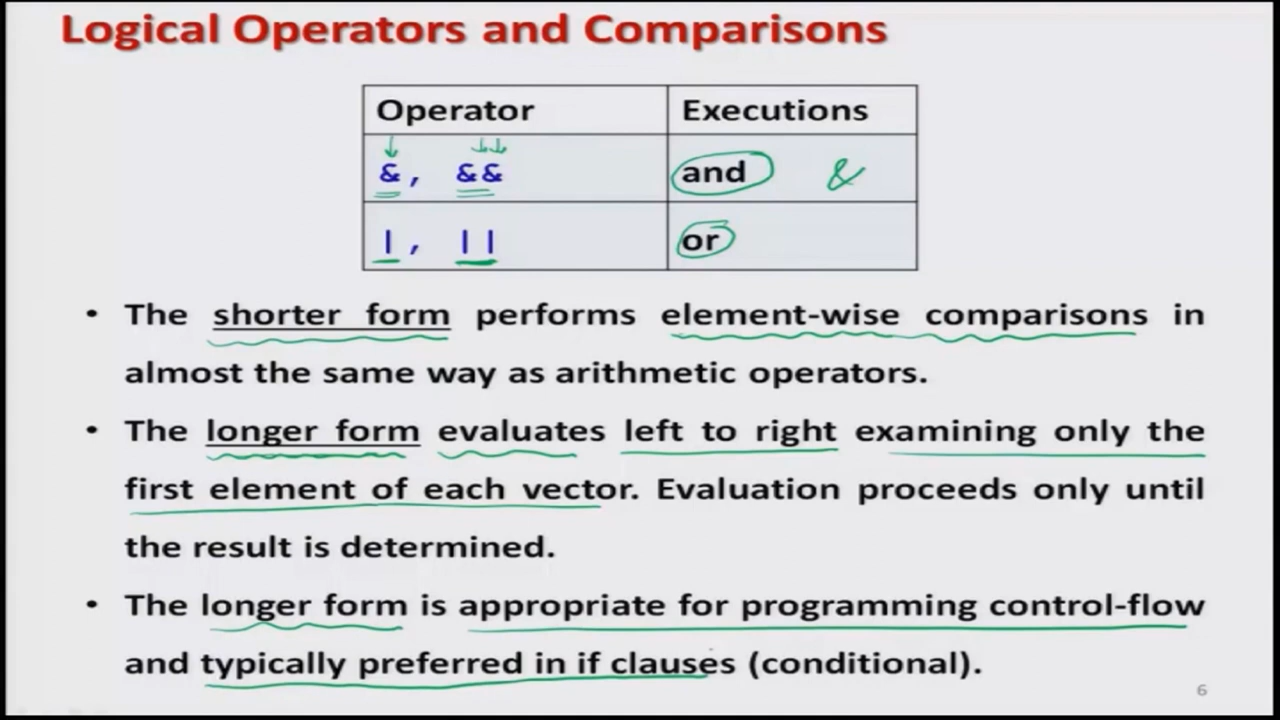 Logical Operators and Comparisons
Operator Executions
&, && and &
|, || or
• The shorter form performs element-wise comparisons in
almost the same way as arithmetic operators.
• The longer form evaluates left to right examining only the
first element of each vector. Evaluation proceeds only until
the result is determined.
• The longer form is appropriate for programming control-flow
and typically preferred in if clauses (conditional).
6